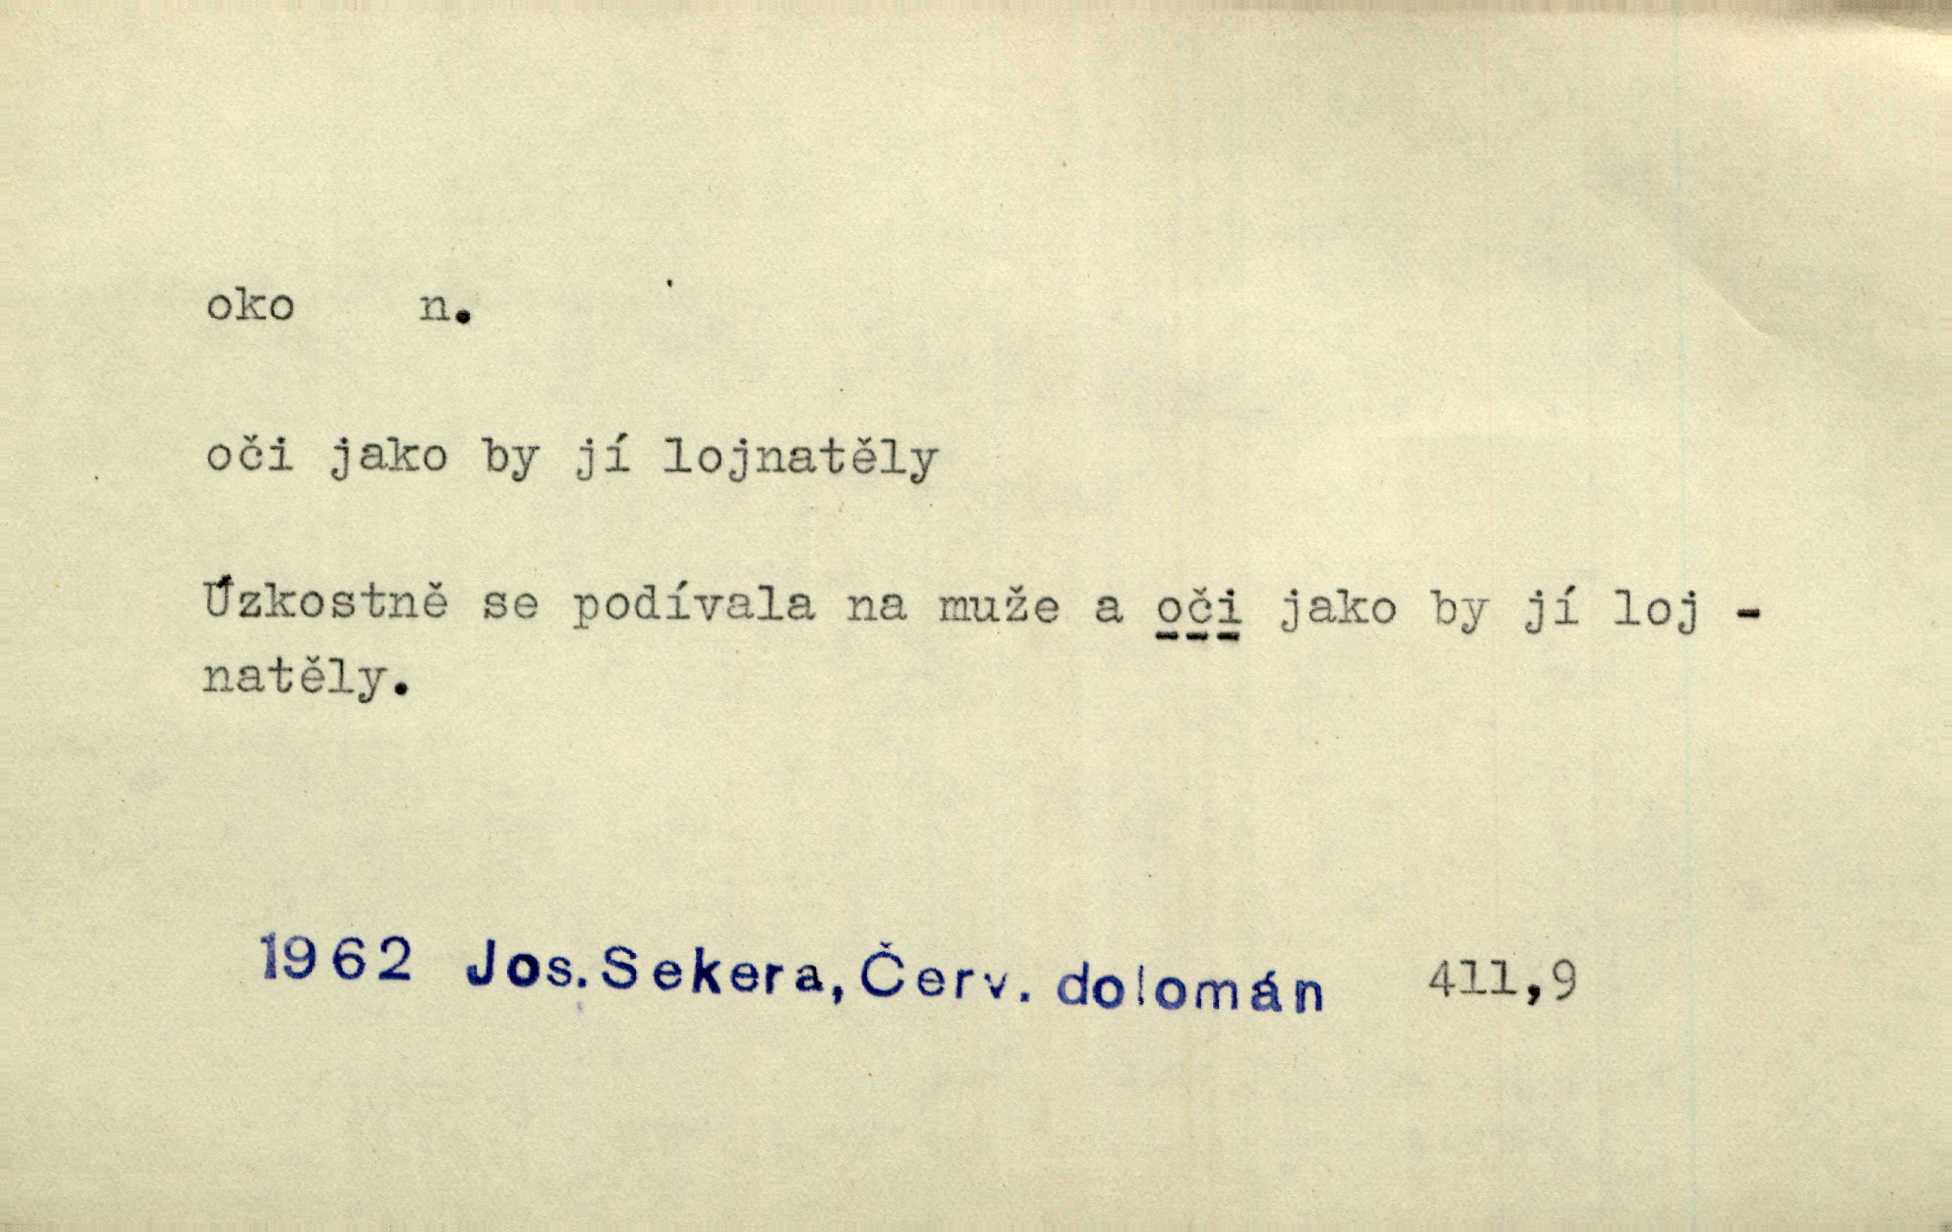 oko n.
oči jako by jí lojnatěly
Úzkostně se podívala na muže a oči jako by jí loj -
natěly.
1962 Jos. Sekera, Červ. dolomán 411,9